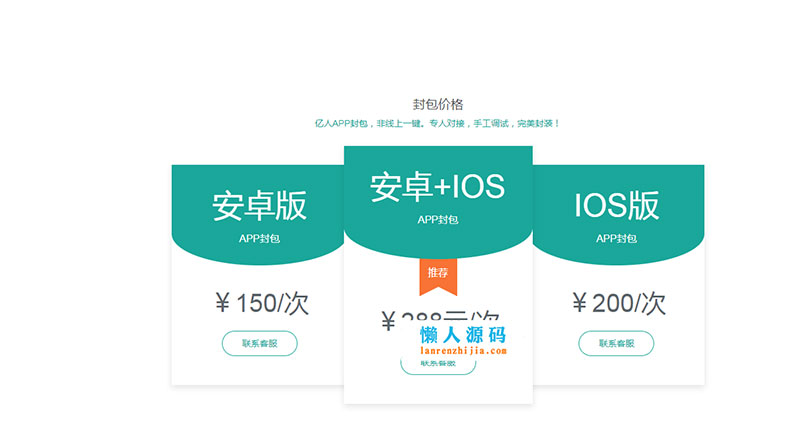 封包价格
亿人APP封包，非线上一键。专人对接，手工调试，完美封装！
安卓版
APP封包
¥150/次
联系客服
安卓+IOS
APP封包
推荐
¥288元/次
懒人源码
lanrenzhijia.com
联系客服
IOS版
APP封包
¥200/次
联系客服